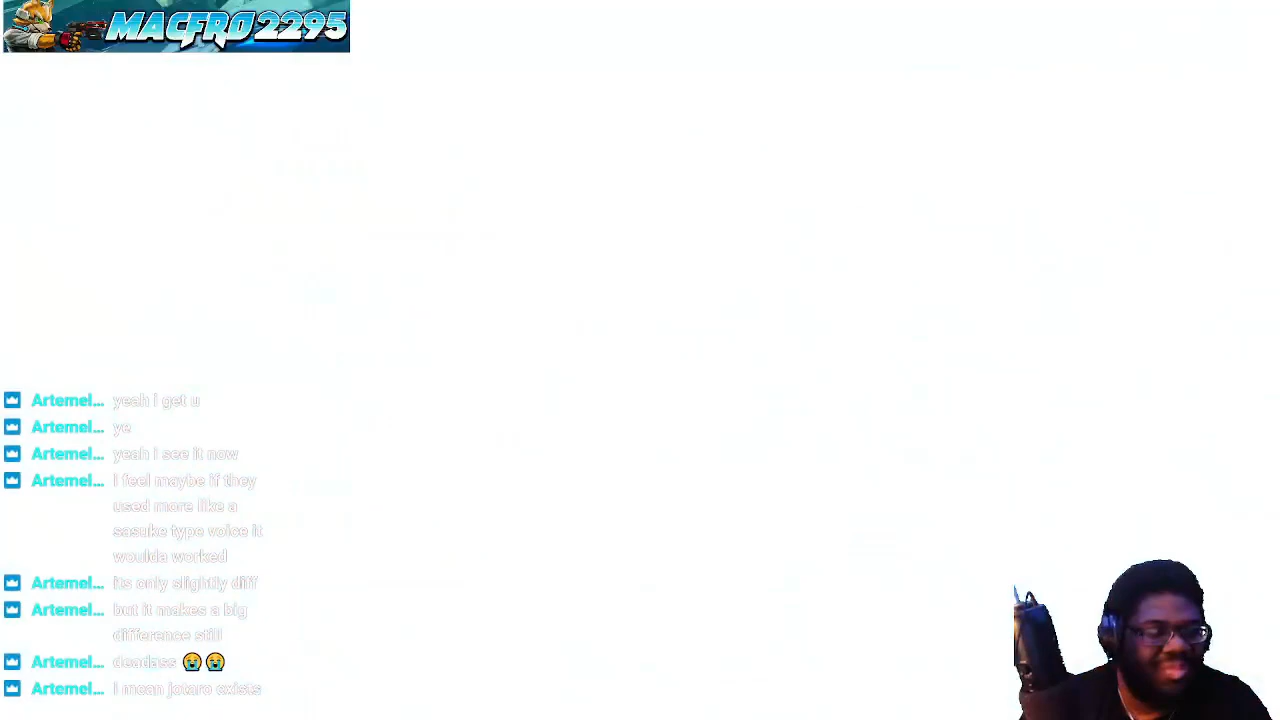 MACFRO2295
Artemel... yeah i get u
Artemel... ye
Artemel... yeah I see it now
Artemel... I feel maybe if they
used more like a
sasuke type voice it
woulda worked
Artemel... its only slightly diff
Artemel... but it makes a big
difference still
Artemel... deadass 😭😭
Artemel... I mean jotaro exists